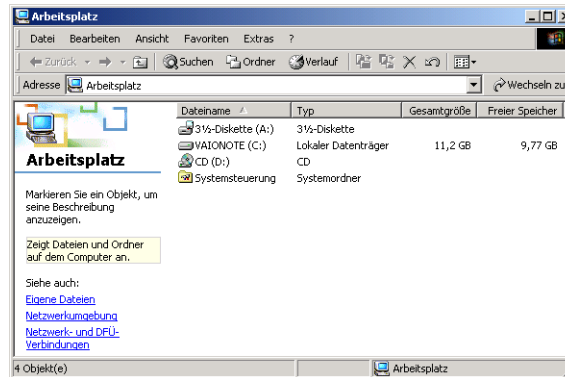 Arbeitsplatz
Datei Bearbeiten Ansicht Favoriten Extras ?
Zurück Suchen Ordner Verlauf
Adresse Arbeitsplatz Wechseln zu
Arbeitsplatz
Markieren Sie ein Objekt, um
seine Beschreibung
anzuzeigen.
Zeigt Dateien und Ordner
auf dem Computer an.
Siehe auch:
Eigene Dateien
Netzwerkumgebung
Netzwerk- und DFÜ-
Verbindungen
Dateiname Typ Gesamtgröße Freier Speicher
3½-Diskette (A:) 3½-Diskette
VAIONOTE (C:) Lokaler Datenträger 11,2 GB 9,77 GB
CD (D:) CD
Systemsteuerung Systemordner
4 Objekt(e) Arbeitsplatz